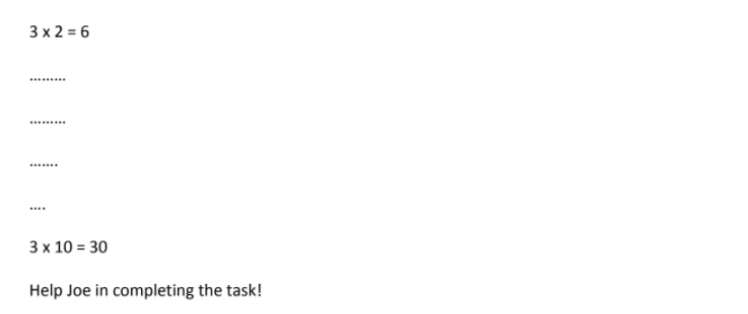 3 x 2 = 6
.........
.........
.......
....
3 x 10 = 30
Help Joe in completing the task!